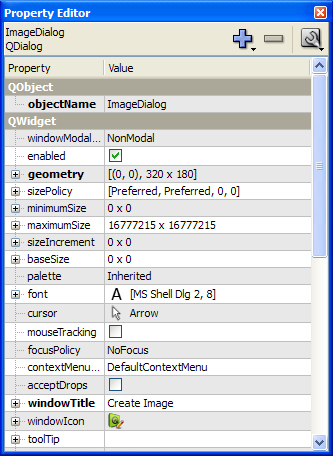 Property Editor
ImageDialog
QDialog
Property Value
QObject
objectName ImageDialog
QWidget
windowModal... NonModal
enabled
geometry [(0, 0), 320 x 180]
sizePolicy [Preferred, Preferred, 0, 0]
minimumSize 0 x 0
maximumSize 16777215 x 16777215
sizeIncrement 0 x 0
baseSize 0 x 0
palette Inherited
font A [MS Shell Dlg 2, 8]
cursor Arrow
mouseTracking
focusPolicy NoFocus
contextMenu... DefaultContextMenu
acceptDrops
windowTitle Create Image
windowIcon
toolTip